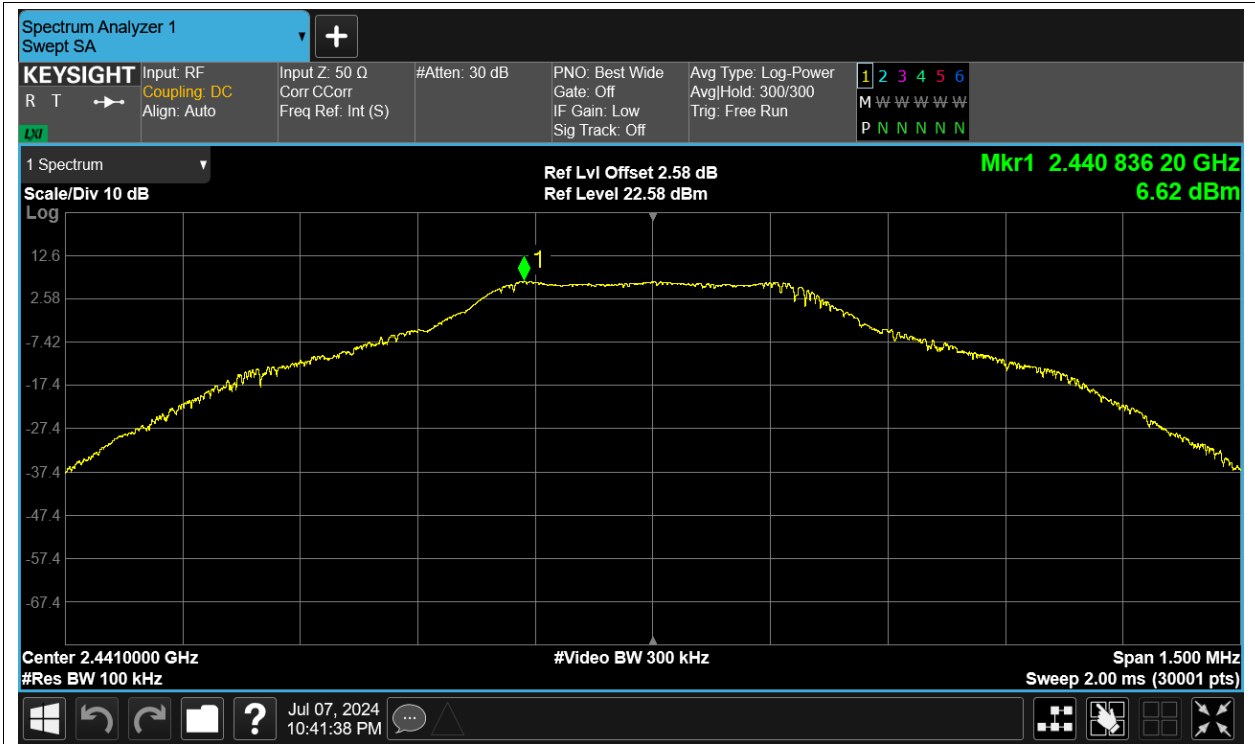 Spectrum Analyzer 1
Swept SA
KEYSIGHT
R T
LXI
Input: RF
Coupling: DC
Align: Auto
Input Z: 50 Ω
Corr CCorr
Freq Ref: Int (S)
#Atten: 30 dB
PNO: Best Wide
Gate: Off
IF Gain: Low
Sig Track: Off
Avg Type: Log-Power
Avg|Hold: 300/300
Trig: Free Run
1 2 3 4 5 6
M W W W W W
P N N N N N
1 Spectrum
Scale/Div 10 dB
Log
Ref Lvl Offset 2.58 dB
Ref Level 22.58 dBm
Mkr1 2.440 836 20 GHz
6.62 dBm
1
12.6
2.58
-7.42
-17.4
-27.4
-37.4
-47.4
-57.4
-67.4
Center 2.4410000 GHz
#Res BW 100 kHz
#Video BW 300 kHz
Span 1.500 MHz
Sweep 2.00 ms (30001 pts)
?
Jul 07, 2024
10:41:38 PM